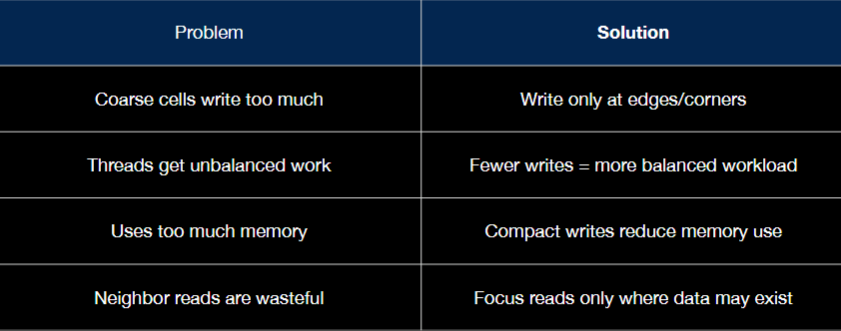 Problem
Solution
Coarse cells write too much
Write only at edges/corners
Threads get unbalanced work
Fewer writes = more balanced workload
Uses too much memory
Compact writes reduce memory use
Neighbor reads are wasteful
Focus reads only where data may exist